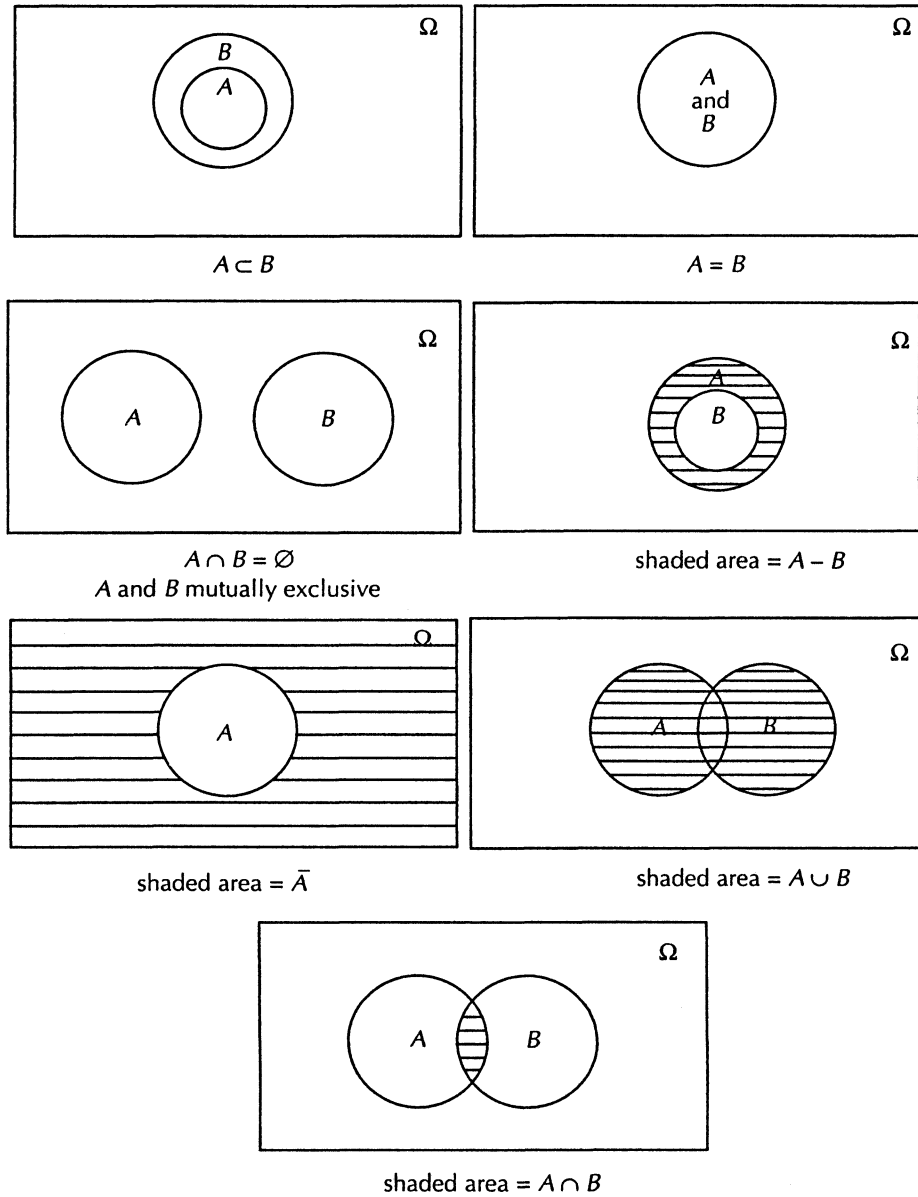 Ω
B
A
A ⊂ B
Ω
A
and
B
A = B
Ω
A
B
A ∩ B = ∅
A and B mutually exclusive
Ω
A
B
shaded area = A – B
Ω
A
shaded area = Ā
Ω
A
B
shaded area = A ∪ B
Ω
A
B
shaded area = A ∩ B